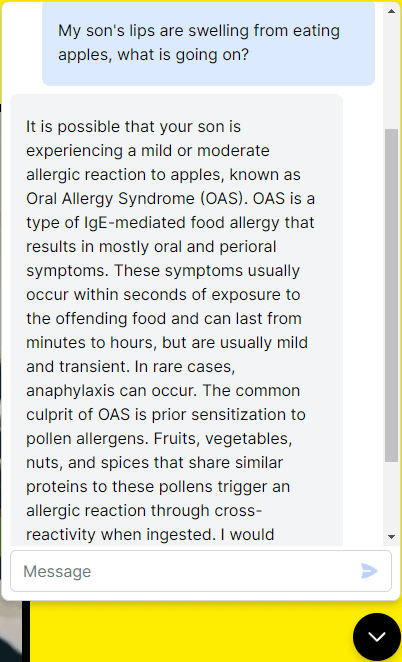 My son's lips are swelling from eating
apples, what is going on?
It is possible that your son is
experiencing a mild or moderate
allergic reaction to apples, known as
Oral Allergy Syndrome (OAS). OAS is a
type of IgE-mediated food allergy that
results in mostly oral and perioral
symptoms. These symptoms usually
occur within seconds of exposure to
the offending food and can last from
minutes to hours, but are usually mild
and transient. In rare cases,
anaphylaxis can occur. The common
culprit of OAS is prior sensitization to
pollen allergens. Fruits, vegetables,
nuts, and spices that share similar
proteins to these pollens trigger an
allergic reaction through cross-
reactivity when ingested. I would
Message